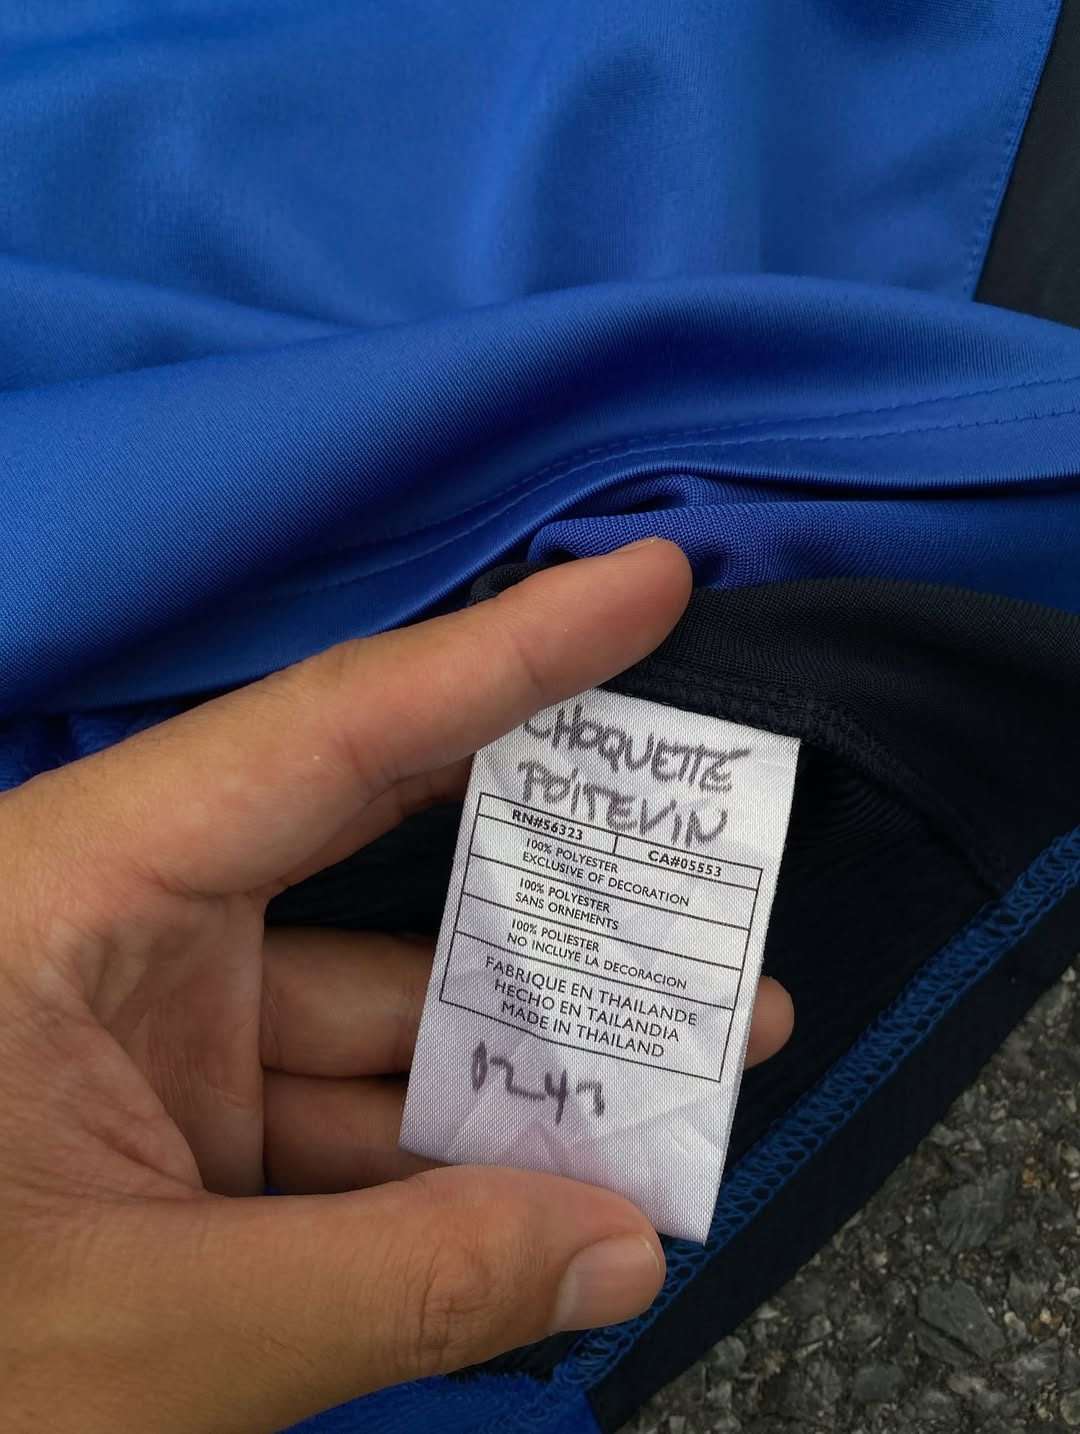 CHOQUETTE
POITEVIN
RN#56323 CA#05553
100% POLYESTER
EXCLUSIVE OF DECORATION
100% POLYESTER
SANS ORNEMENTS
100% POLIESTER
NO INCLUYE LA DECORACION
FABRIQUE EN THAILANDE
HECHO EN TAILANDIA
MADE IN THAILAND